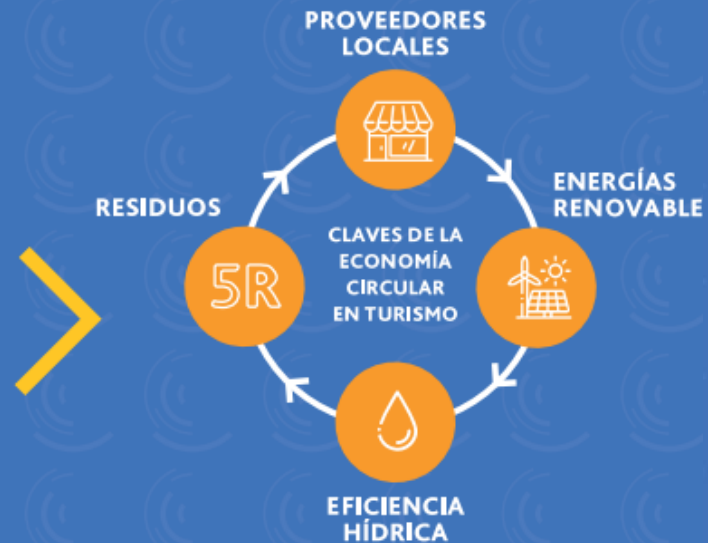 PROVEEDORES
LOCALES
ENERGÍAS
RENOVABLE
RESIDUOS
5R
CLAVES DE LA
ECONOMÍA
CIRCULAR
EN TURISMO
EFICIENCIA
HÍDRICA